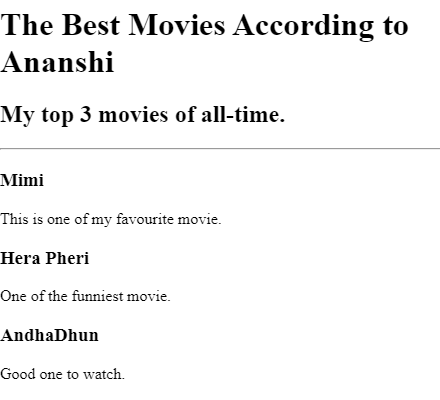 The Best Movies According to
Ananshi
My top 3 movies of all-time.
Mimi
This is one of my favourite movie.
Hera Pheri
One of the funniest movie.
AndhaDhun
Good one to watch.